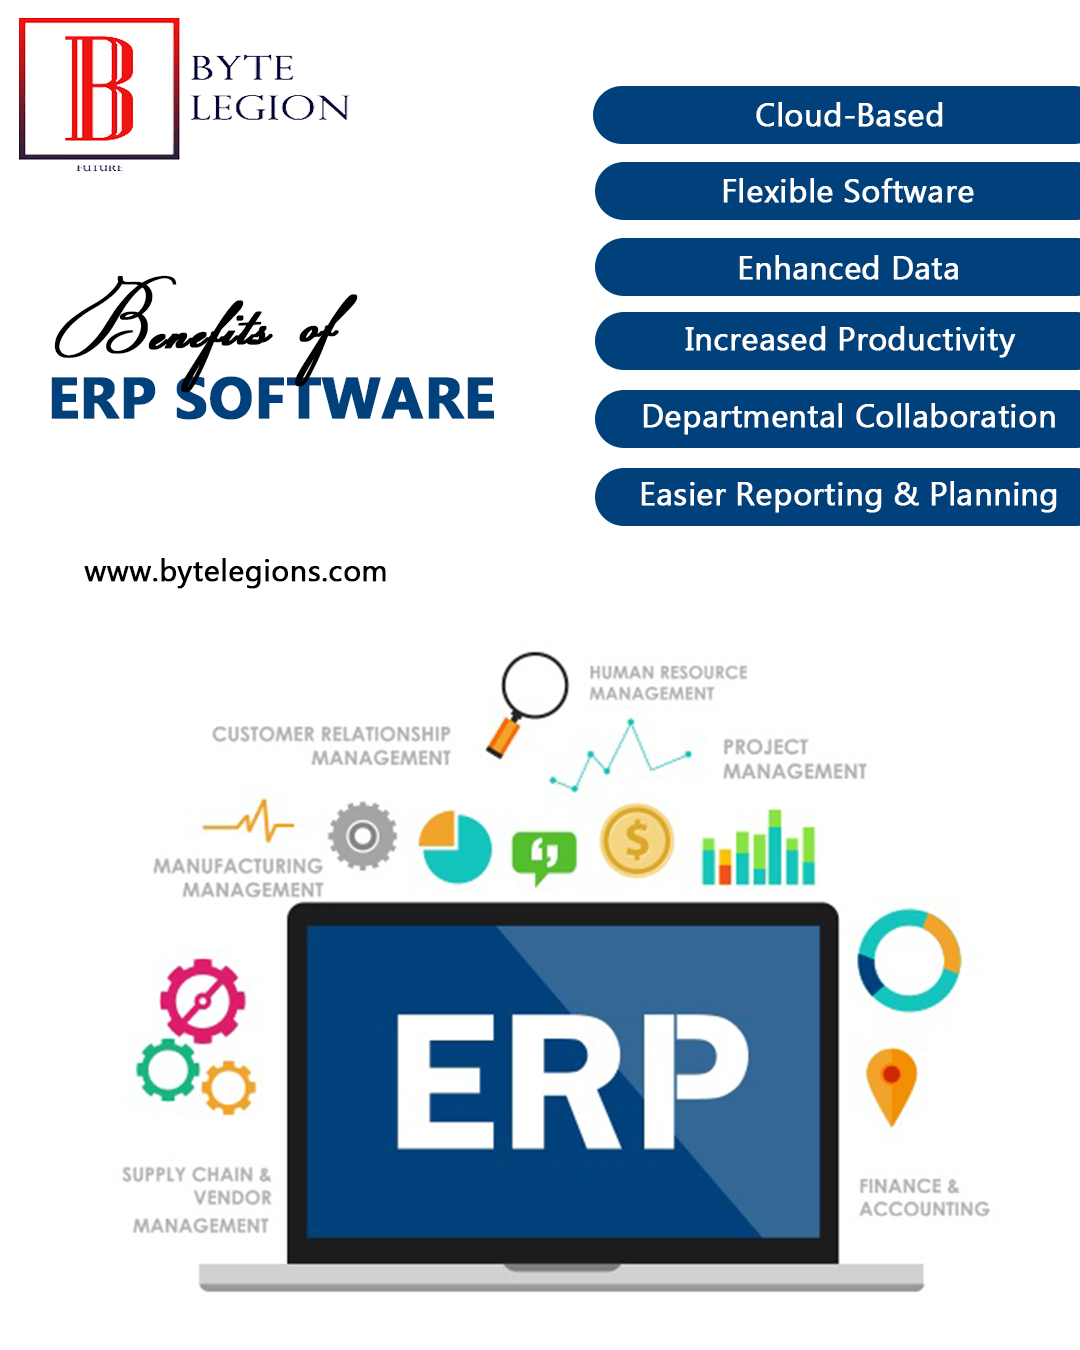 B
BYTE
LEGION
FUTURE
Benefits of
ERP SOFTWARE
www.bytelegions.com
Cloud-Based
Flexible Software
Enhanced Data
Increased Productivity
Departmental Collaboration
Easier Reporting & Planning
HUMAN RESOURCE
MANAGEMENT
CUSTOMER RELATIONSHIP
MANAGEMENT
PROJECT
MANAGEMENT
$
MANUFACTURING
MANAGEMENT
ERP
SUPPLY CHAIN &
VENDOR
MANAGEMENT
FINANCE &
ACCOUNTING